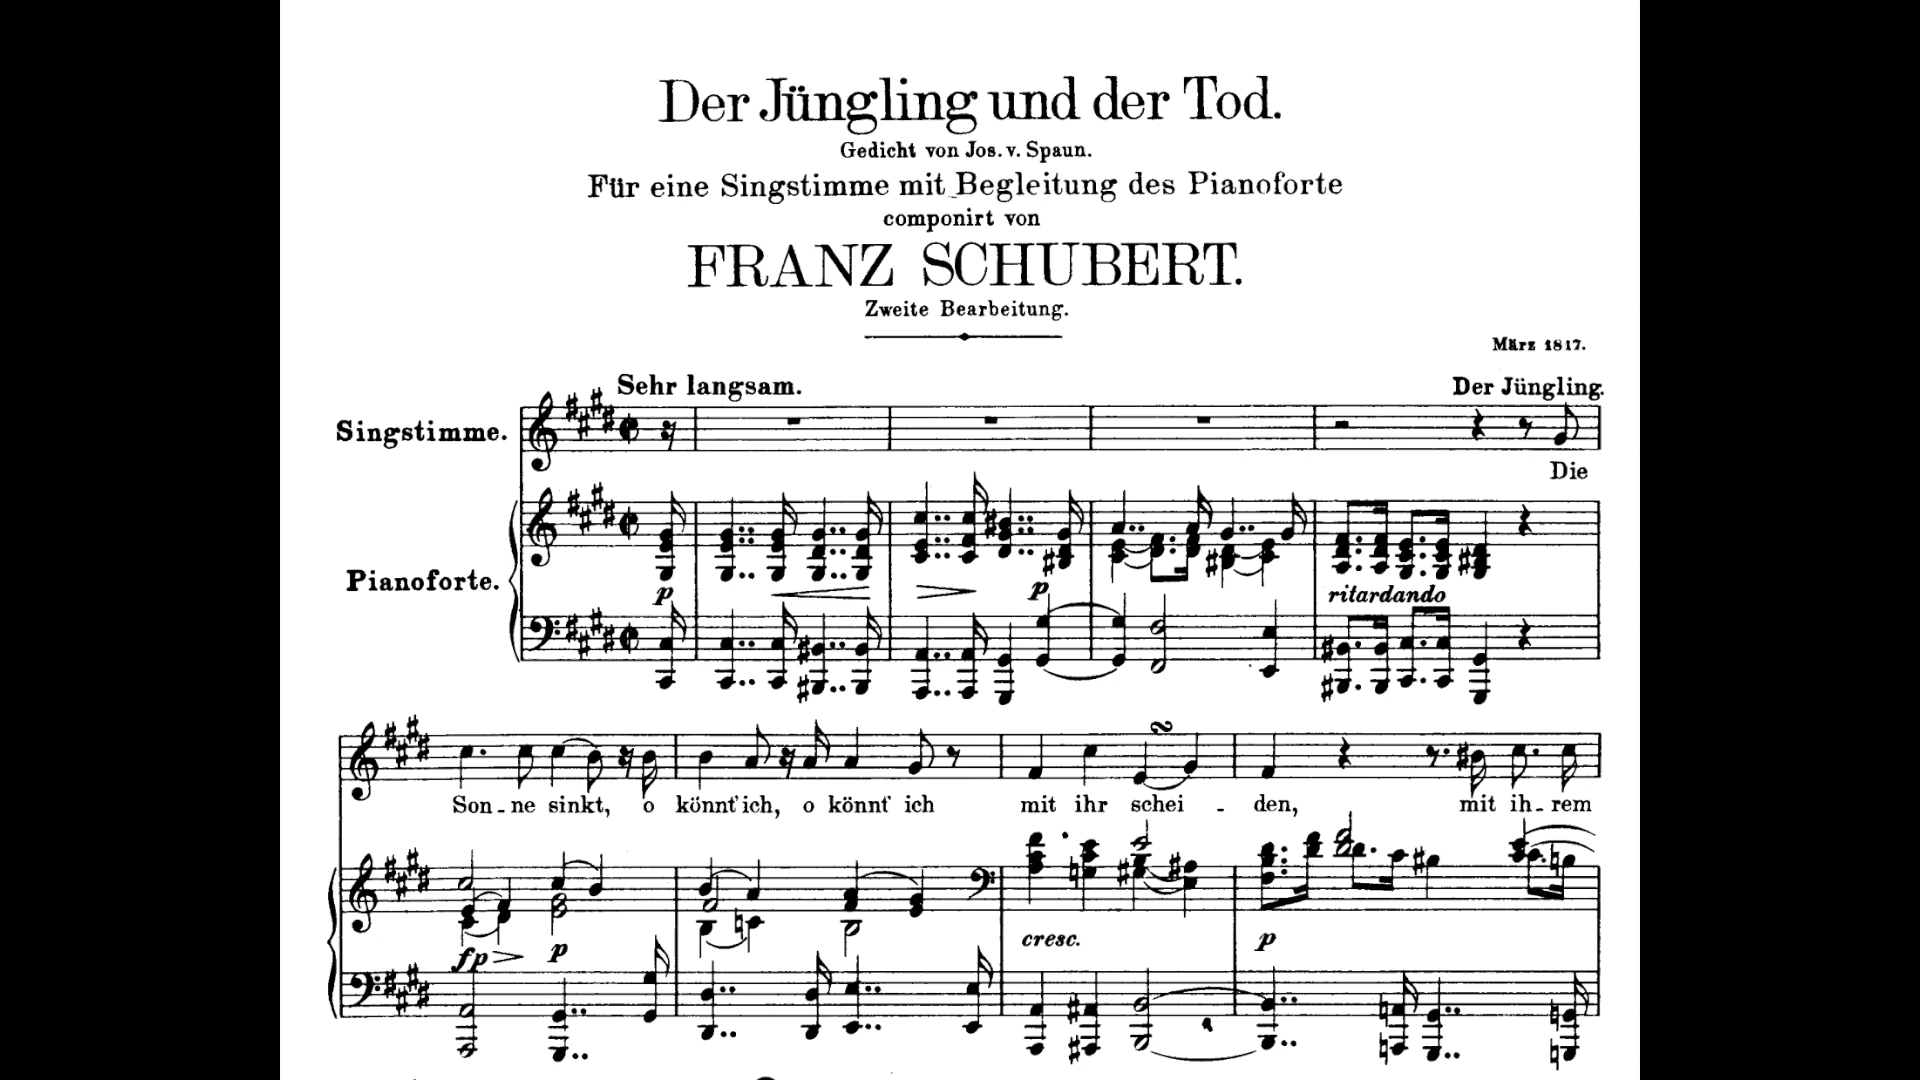 Der Jüngling und der Tod.
Gedicht von Jos. v. Spaun.
Für eine Singstimme mit Begleitung des Pianoforte
componirt von
FRANZ SCHUBERT.
Zweite Bearbeitung.
März 1817.
Sehr langsam.
Der Jüngling.
Singstimme.
Die
Pianoforte.
p
p
ritardando
Son - ne sinkt, o könnt' ich, o könnt' ich mit ihr schei - den, mit ih - rem
fp p cresc. p